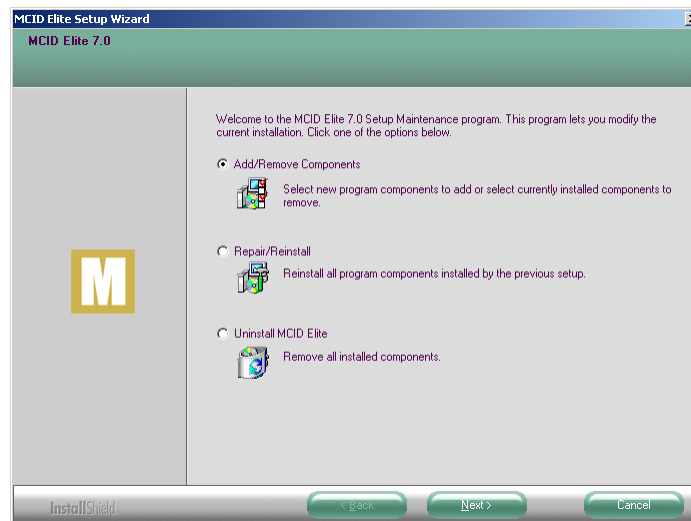 MCID Elite Setup Wizard
MCID Elite 7.0
Welcome to the MCID Elite 7.0 Setup Maintenance program. This program lets you modify the
current installation. Click one of the options below.
Add/Remove Components
Select new program components to add or select currently installed components to
remove.
Repair/Reinstall
Reinstall all program components installed by the previous setup.
Uninstall MCID Elite
Remove all installed components.
M
InstallShield
< Back
Next >
Cancel